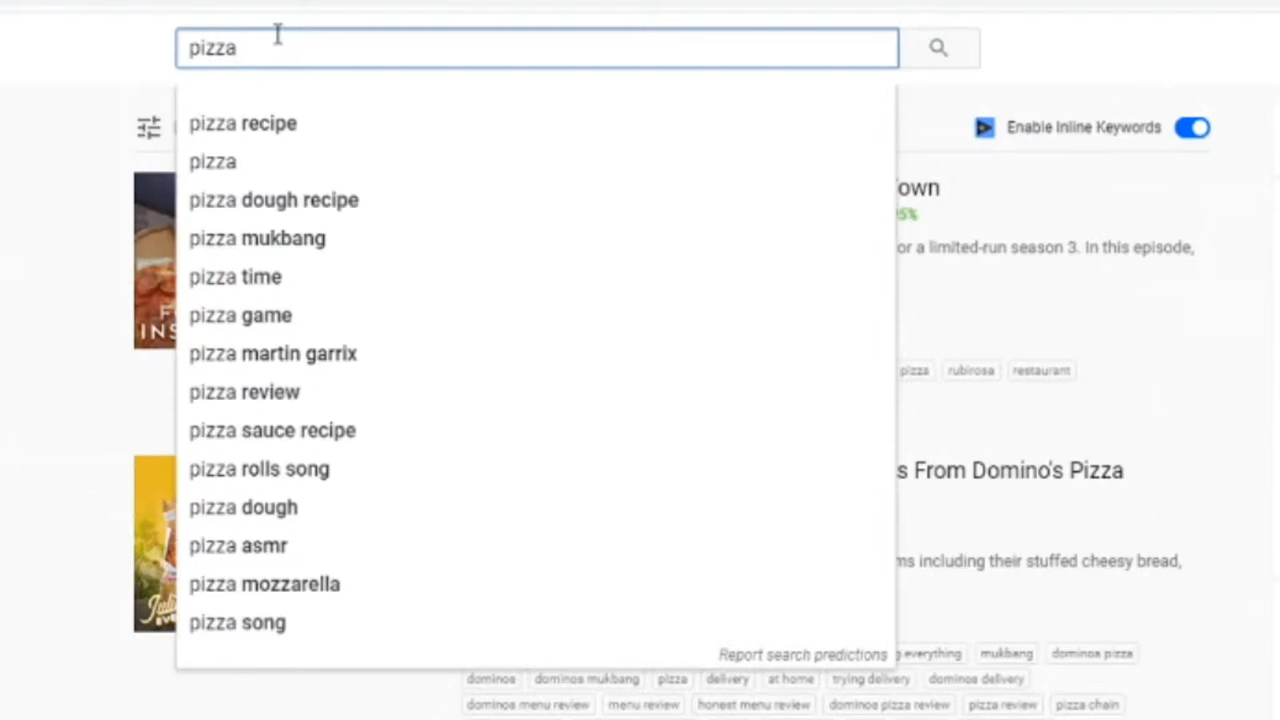 pizza
pizza recipe
Enable Inline Keywords
pizza
own
5%
pizza dough recipe
pizza mukbang
or a limited-run season 3. In this episode,
pizza time
pizza game
INS
pizza martin garrix
pizza rubirosa restaurant
pizza review
pizza sauce recipe
pizza rolls song
s From Domino's Pizza
pizza dough
pizza asmr
ms including their stuffed cheesy bread,
pizza mozzarella
pizza song
Report search predictions
everything mukbang dominos pizza
dominos dominos mukbang pizza delivery at home trying delivery dominos delivery
dominos menu review menu review honest menu review dominos pizza review pizza review pizza chain